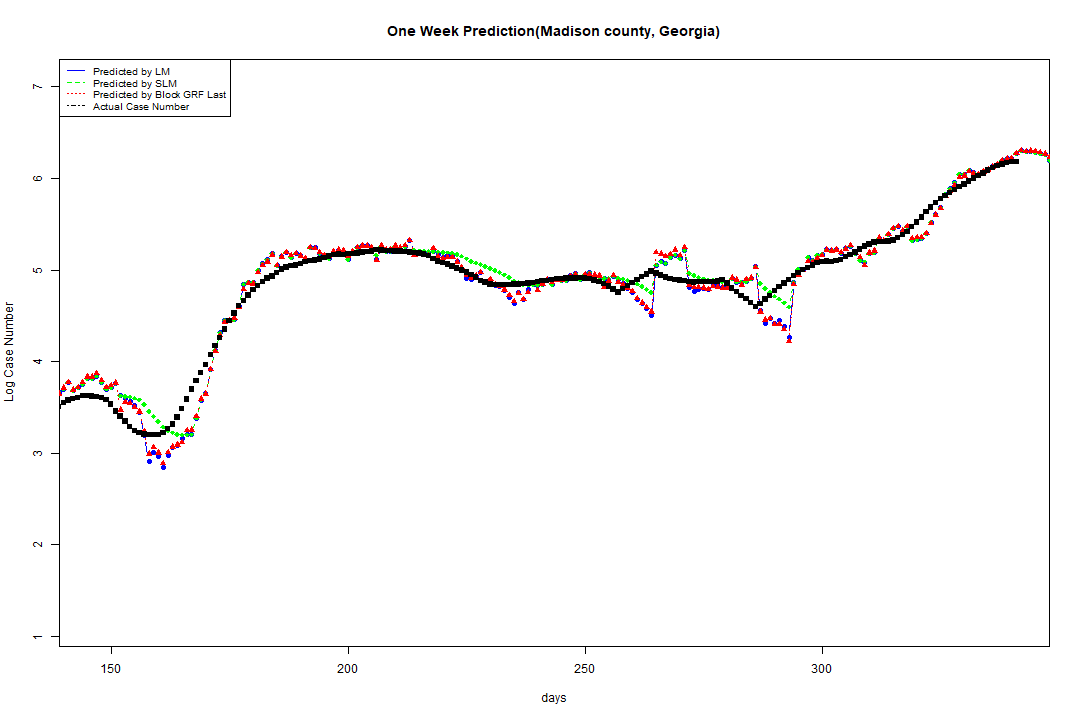 One Week Prediction(Madison county, Georgia)
Predicted by LM
Predicted by SLM
Predicted by Block GRF Last
Actual Case Number
7
6
5
4
3
2
1
Log Case Number
150 200 250 300
days